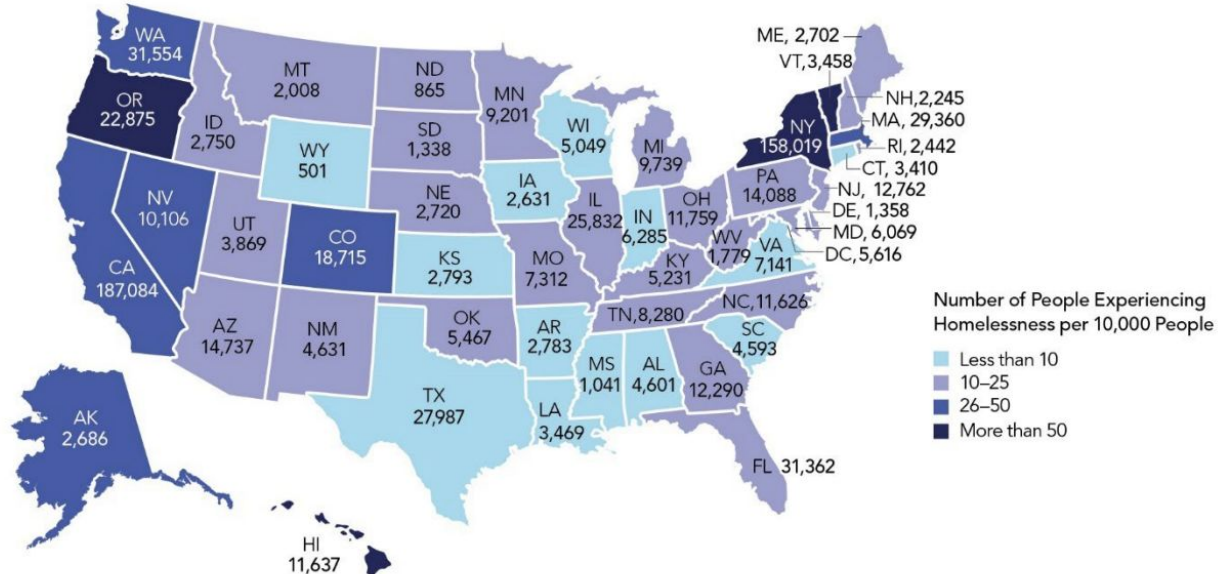 WA
31,554
OR
22,875
CA
187,084
NV
10,106
ID
2,750
MT
2,008
WY
501
UT
3,869
AZ
14,737
CO
18,715
NM
4,631
ND
865
SD
1,338
NE
2,720
KS
2,793
OK
5,467
TX
27,987
MN
9,201
IA
2,631
MO
7,312
AR
2,783
LA
3,469
WI
5,049
IL
25,832
MI
9,739
IN
6,285
OH
11,759
KY
5,231
TN, 8,280
MS
1,041
AL
4,601
GA
12,290
FL 31,362
SC
4,593
NC, 11,626
VA
7,141
WV
1,779
PA
14,088
NY
158,019
ME, 2,702
VT, 3,458
NH, 2,245
MA, 29,360
RI, 2,442
CT, 3,410
NJ, 12,762
DE, 1,358
MD, 6,069
DC, 5,616
AK
2,686
HI
11,637
Number of People Experiencing
Homelessness per 10,000 People
Less than 10
10–25
26–50
More than 50